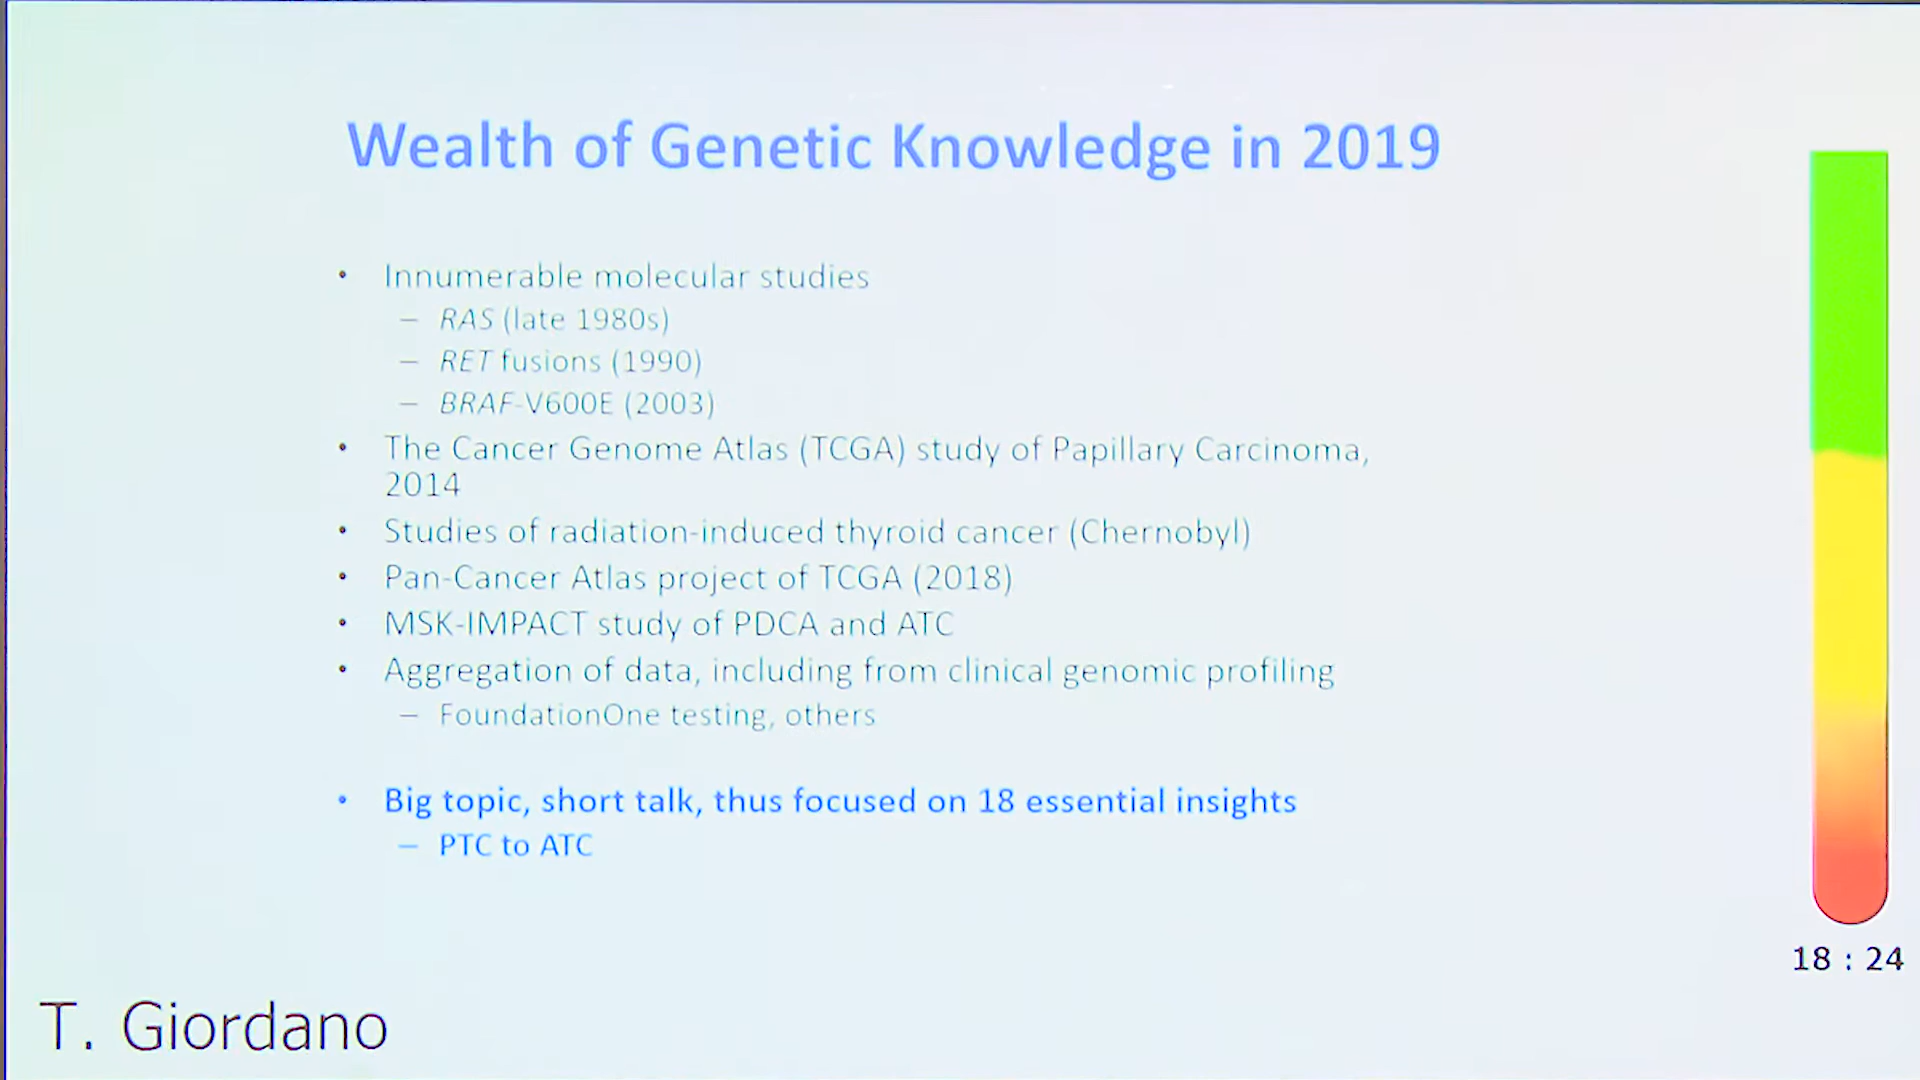 Wealth of Genetic Knowledge in 2019
• Innumerable molecular studies
– RAS (late 1980s)
– RET fusions (1990)
– BRAF-V600E (2003)
• The Cancer Genome Atlas (TCGA) study of Papillary Carcinoma,
2014
• Studies of radiation-induced thyroid cancer (Chernobyl)
• Pan-Cancer Atlas project of TCGA (2018)
• MSK-IMPACT study of PDCA and ATC
• Aggregation of data, including from clinical genomic profiling
– FoundationOne testing, others
• Big topic, short talk, thus focused on 18 essential insights
– PTC to ATC
18 : 24
T. Giordano